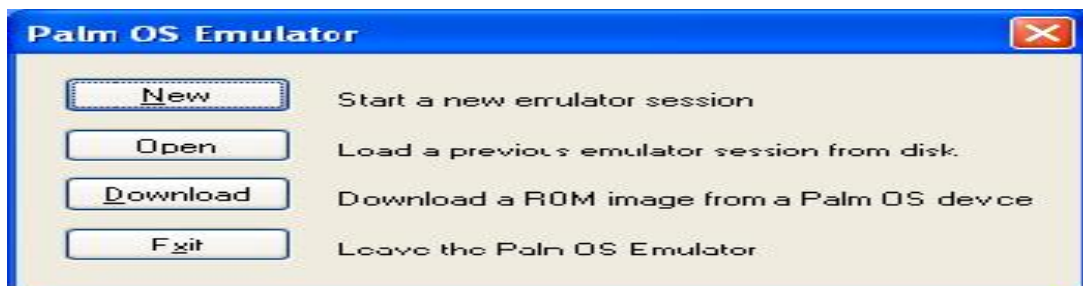 Palm OS Emulator
New Start a new emulator session
Open Load a previous emulator session from disk.
Download Download a ROM image from a Palm OS device
Exit Leave the Palm OS Emulator